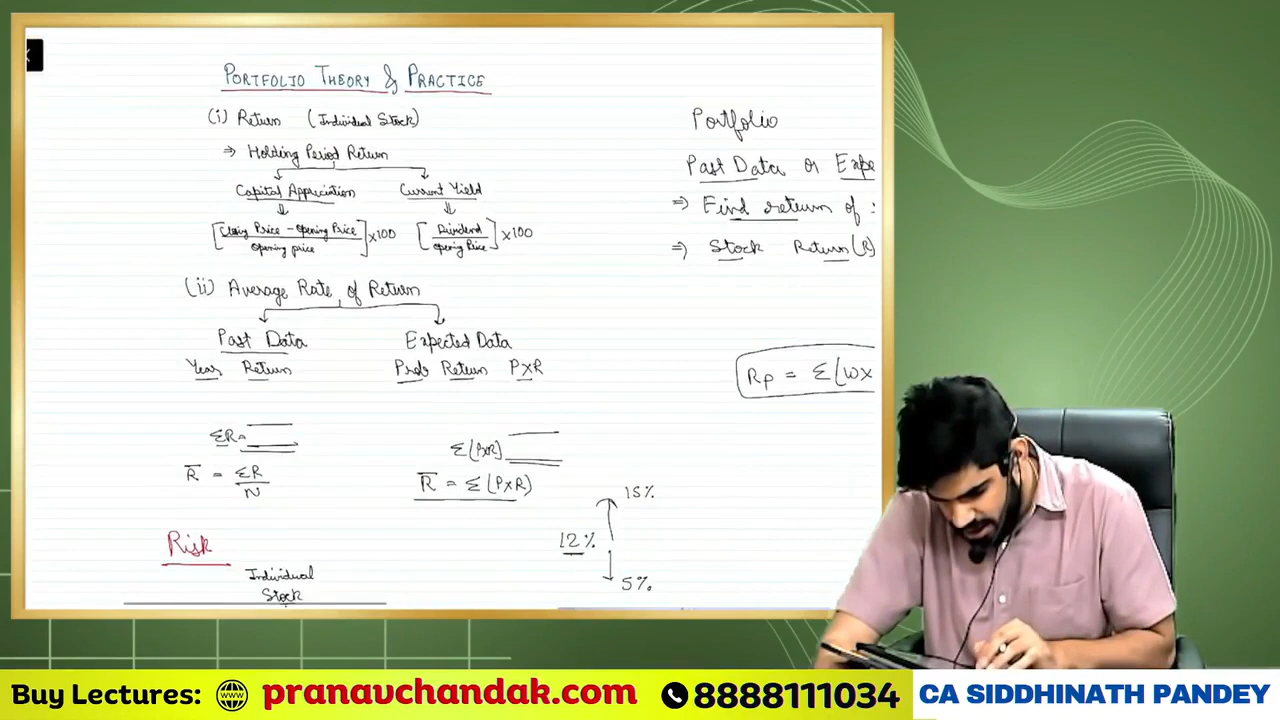 PORTFOLIO THEORY & PRACTICE
(i) Return (Individual Stock)
⇒ Holding Period Return
Capital Appriciation Current Yield
[Closing Price - Opening Price / Opening price] x100 [Dividend / Opening Price] x100
(ii) Average Rate of Return
Past Data Expected Data
Year Return Prob Return PXR
ΣR= Σ(PXR)
R̅ = ΣR / N R̅ = Σ(PXR)
Risk
Individual
Stock
15%
12%
5%
Portfolio
Past Data or Expe
⇒ Find return of
⇒ Stock Return(R)
Rp = Σ(WX
Buy Lectures: pranavchandak.com 8888111034 CA SIDDHINATH PANDEY